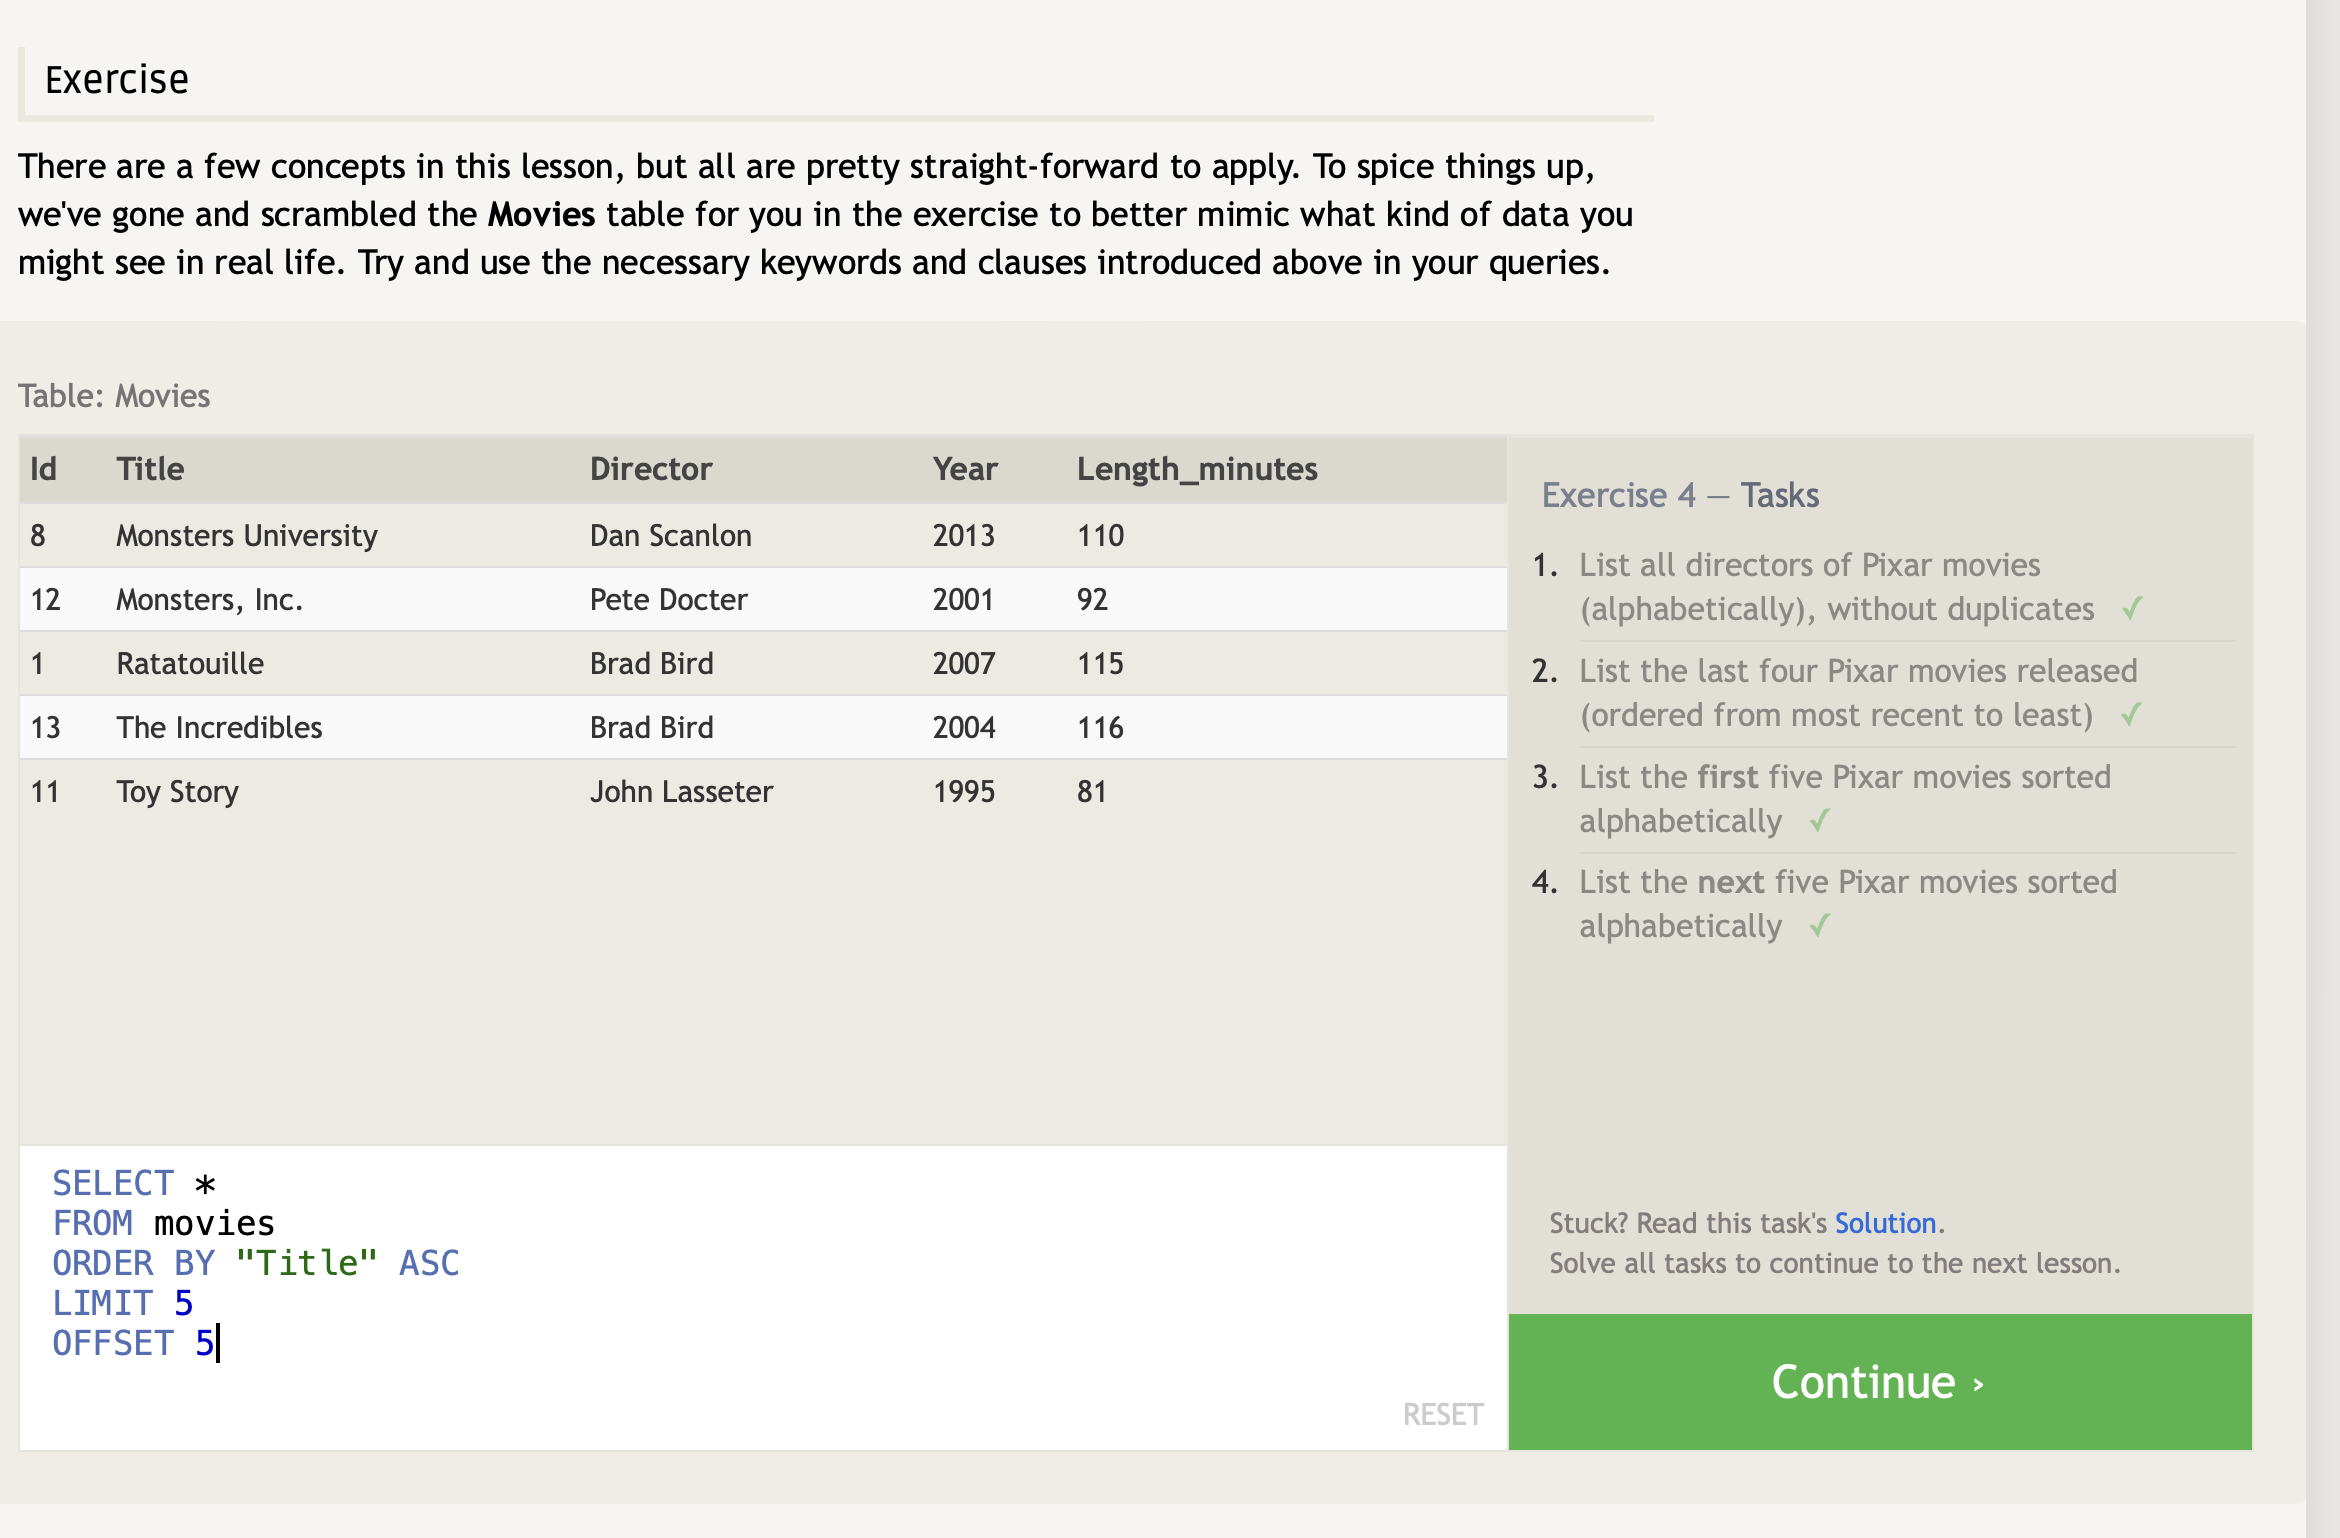 Exercise
There are a few concepts in this lesson, but all are pretty straight-forward to apply. To spice things up,
we've gone and scrambled the Movies table for you in the exercise to better mimic what kind of data you
might see in real life. Try and use the necessary keywords and clauses introduced above in your queries.
Table: Movies
Id Title Director Year Length_minutes
8 Monsters University Dan Scanlon 2013 110
12 Monsters, Inc. Pete Docter 2001 92
1 Ratatouille Brad Bird 2007 115
13 The Incredibles Brad Bird 2004 116
11 Toy Story John Lasseter 1995 81
SELECT *
FROM movies
ORDER BY "Title" ASC
LIMIT 5
OFFSET 5
RESET
Exercise 4 — Tasks
1. List all directors of Pixar movies
(alphabetically), without duplicates ✓
2. List the last four Pixar movies released
(ordered from most recent to least) ✓
3. List the first five Pixar movies sorted
alphabetically ✓
4. List the next five Pixar movies sorted
alphabetically ✓
Stuck? Read this task's Solution.
Solve all tasks to continue to the next lesson.
Continue ›